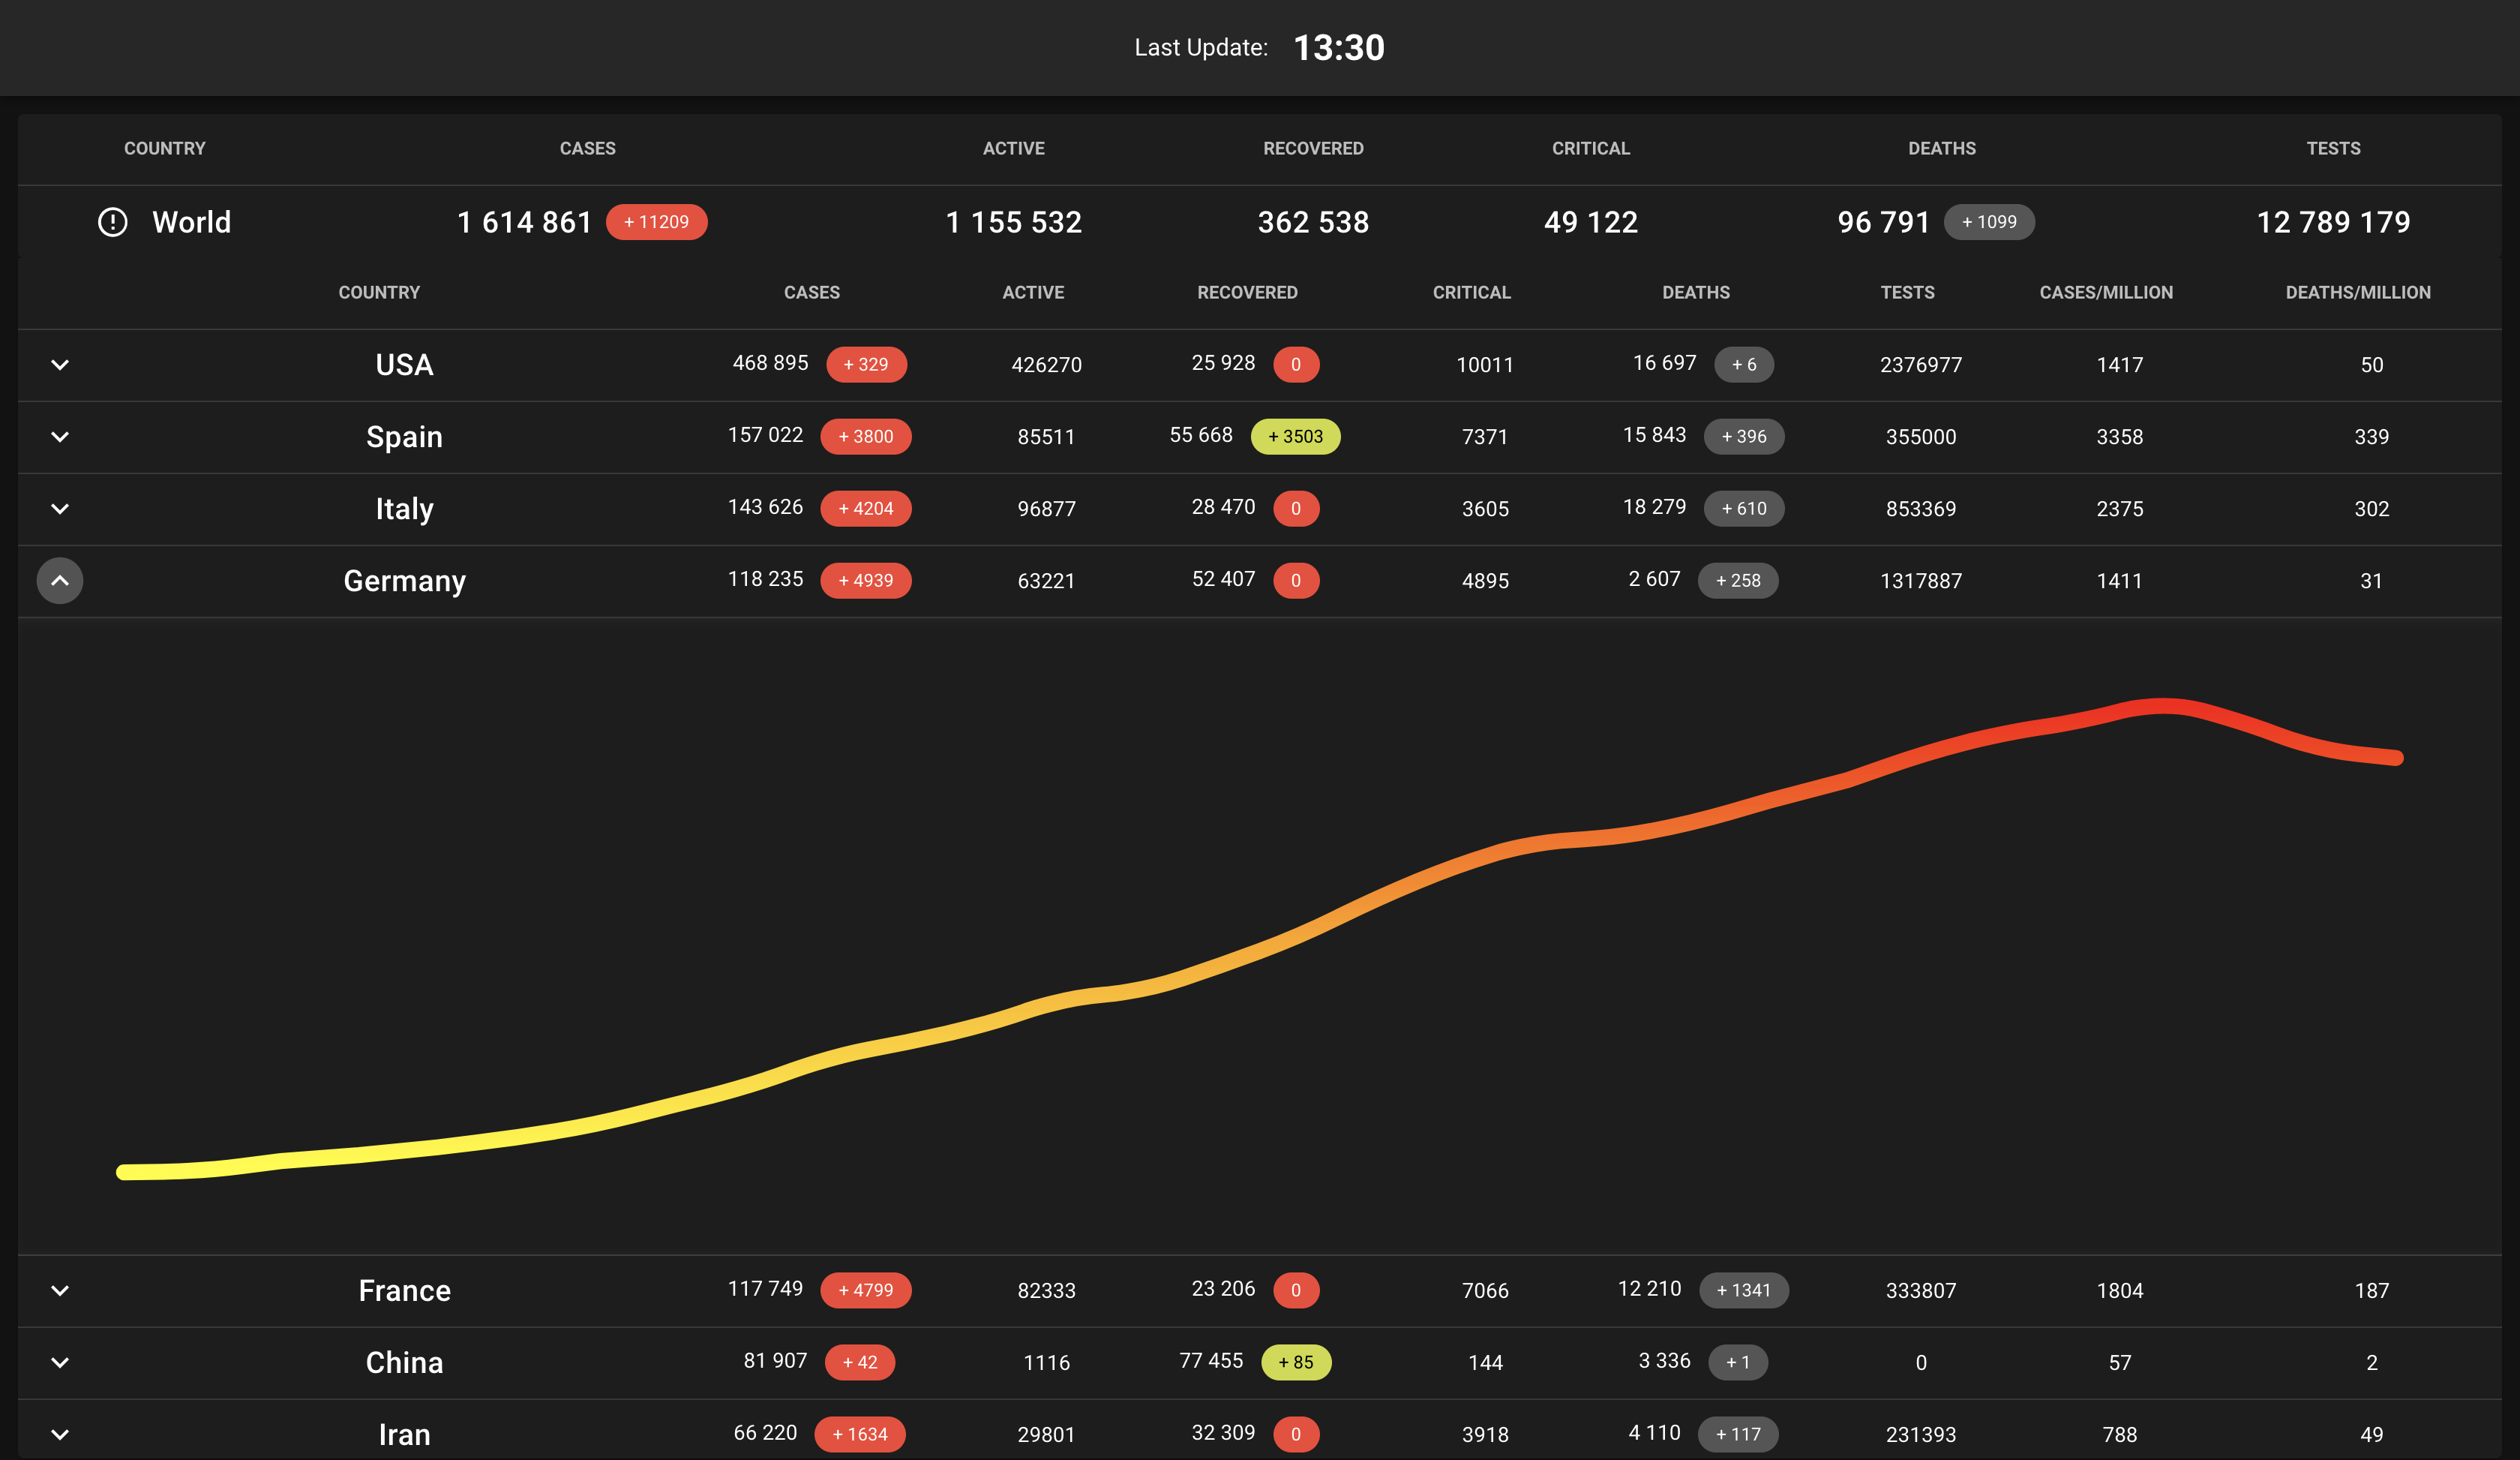 Last Update: 13:30
COUNTRY CASES ACTIVE RECOVERED CRITICAL DEATHS TESTS
World 1 614 861 + 11209 1 155 532 362 538 49 122 96 791 + 1099 12 789 179
COUNTRY CASES ACTIVE RECOVERED CRITICAL DEATHS TESTS CASES/MILLION DEATHS/MILLION
USA 468 895 + 329 426270 25 928 0 10011 16 697 + 6 2376977 1417 50
Spain 157 022 + 3800 85511 55 668 + 3503 7371 15 843 + 396 355000 3358 339
Italy 143 626 + 4204 96877 28 470 0 3605 18 279 + 610 853369 2375 302
Germany 118 235 + 4939 63221 52 407 0 4895 2 607 + 258 1317887 1411 31
France 117 749 + 4799 82333 23 206 0 7066 12 210 + 1341 333807 1804 187
China 81 907 + 42 1116 77 455 + 85 144 3 336 + 1 0 57 2
Iran 66 220 + 1634 29801 32 309 0 3918 4 110 + 117 231393 788 49